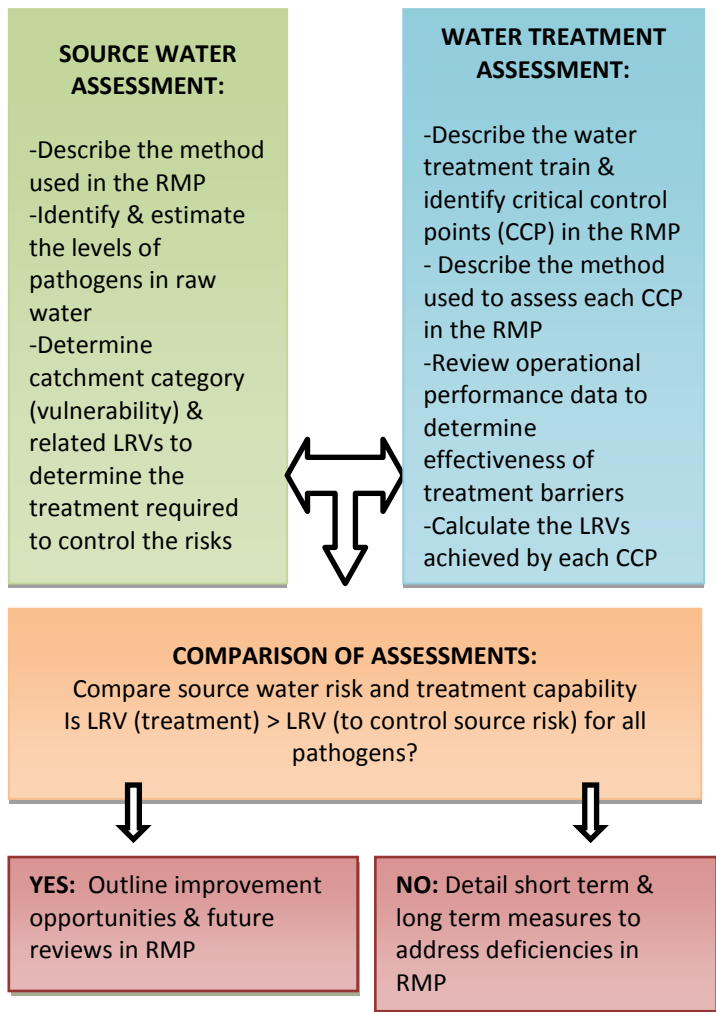 SOURCE WATER
ASSESSMENT:
-Describe the method
used in the RMP
-Identify & estimate
the levels of
pathogens in raw
water
-Determine
catchment category
(vulnerability) &
related LRVs to
determine the
treatment required
to control the risks
WATER TREATMENT
ASSESSMENT:
-Describe the water
treatment train &
identify critical control
points (CCP) in the RMP
- Describe the method
used to assess each CCP
in the RMP
-Review operational
performance data to
determine
effectiveness of
treatment barriers
-Calculate the LRVs
achieved by each CCP
COMPARISON OF ASSESSMENTS:
Compare source water risk and treatment capability
Is LRV (treatment) > LRV (to control source risk) for all
pathogens?
YES: Outline improvement
opportunities & future
reviews in RMP
NO: Detail short term &
long term measures to
address deficiencies in
RMP